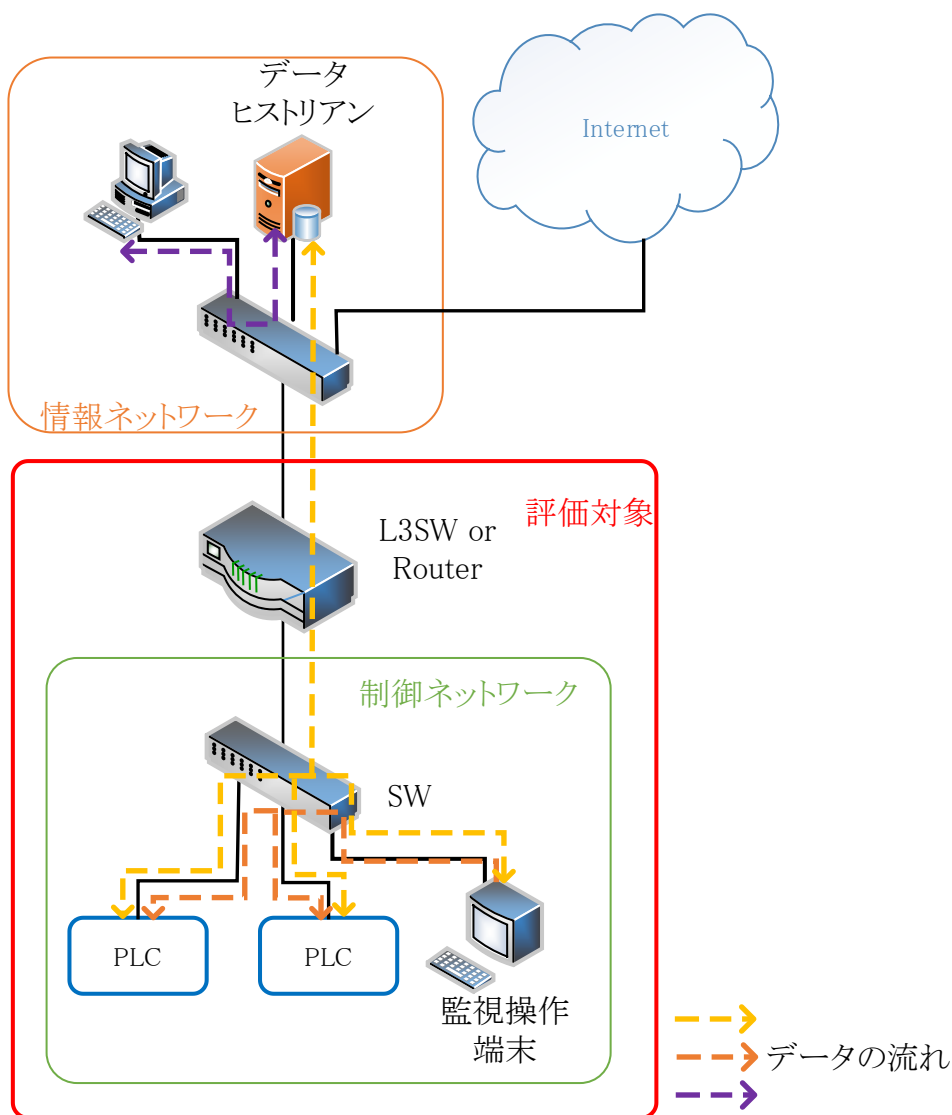 データ
ヒストリアン
Internet
情報ネットワーク
評価対象
L3SW or
Router
制御ネットワーク
SW
PLC
PLC
監視操作
端末
データの流れ